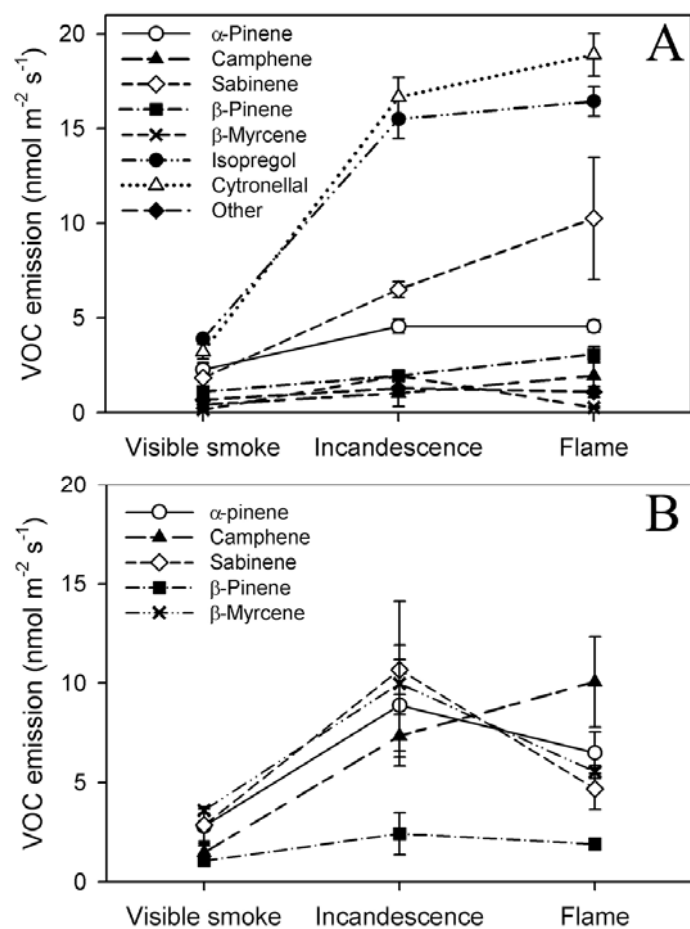 A
α-Pinene
Camphene
Sabinene
β-Pinene
β-Myrcene
Isopregol
Cytronellal
Other
VOC emission (nmol m⁻² s⁻¹)
20
15
10
5
0
Visible smoke Incandescence Flame
B
α-pinene
Camphene
Sabinene
β-Pinene
β-Myrcene
VOC emission (nmol m⁻² s⁻¹)
20
15
10
5
0
Visible smoke Incandescence Flame